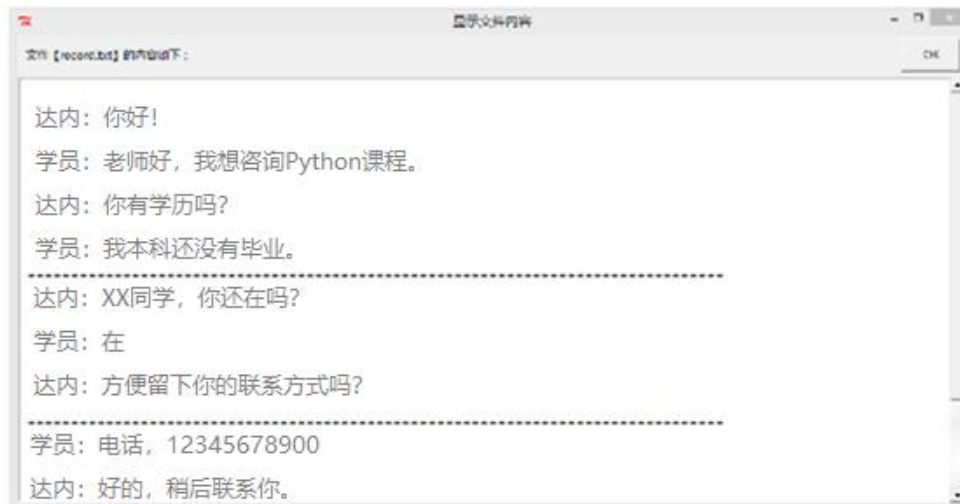 显示文件内容
文件【record.txt】的内容如下：
OK
达内：你好！
学员：老师好，我想咨询Python课程。
达内：你有学历吗？
学员：我本科还没有毕业。
达内：XX同学，你还在吗？
学员：在
达内：方便留下你的联系方式吗？
学员：电话，12345678900
达内：好的，稍后联系你。